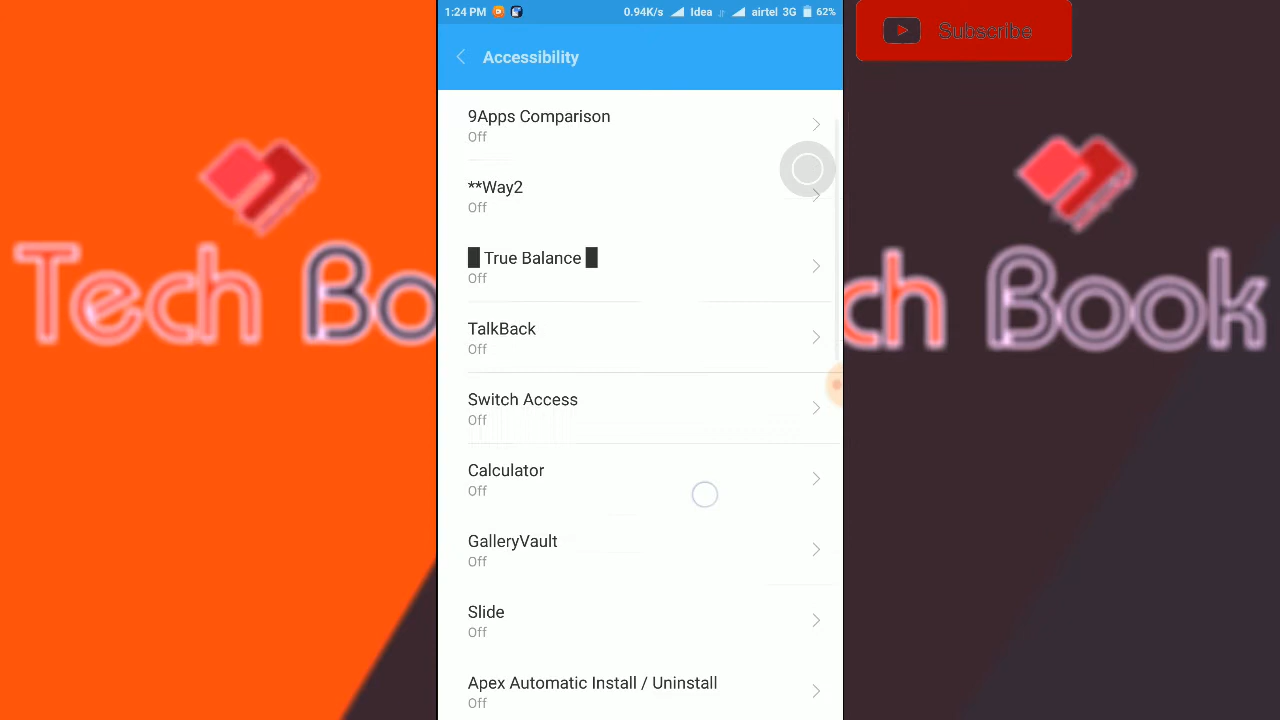 1:24 PM 0.94K/s Idea airtel 3G 62%
Subscribe
Accessibility
9Apps Comparison
Off
**Way2
Off
█ True Balance █
Off
TalkBack
Off
Switch Access
Off
Calculator
Off
GalleryVault
Off
Slide
Off
Apex Automatic Install / Uninstall
Off
Tech Bo
ch Book